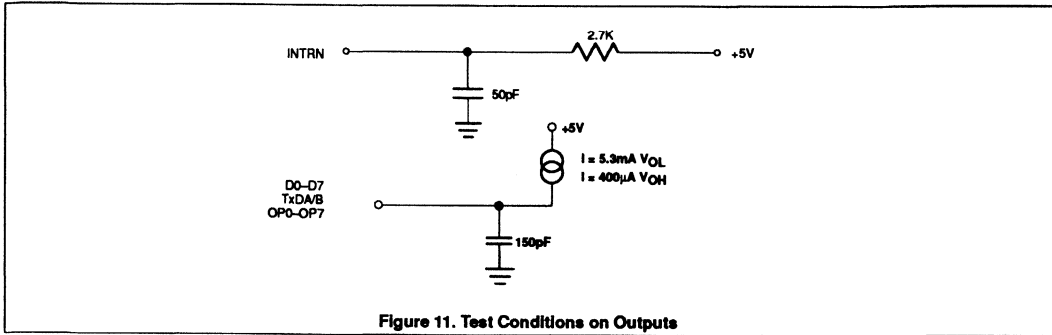 INTRN
2.7K
+5V
50pF
+5V
I = 5.3mA VOL
I = 400µA VOH
D0–D7
TxDA/B
OP0–OP7
150pF
Figure 11. Test Conditions on Outputs